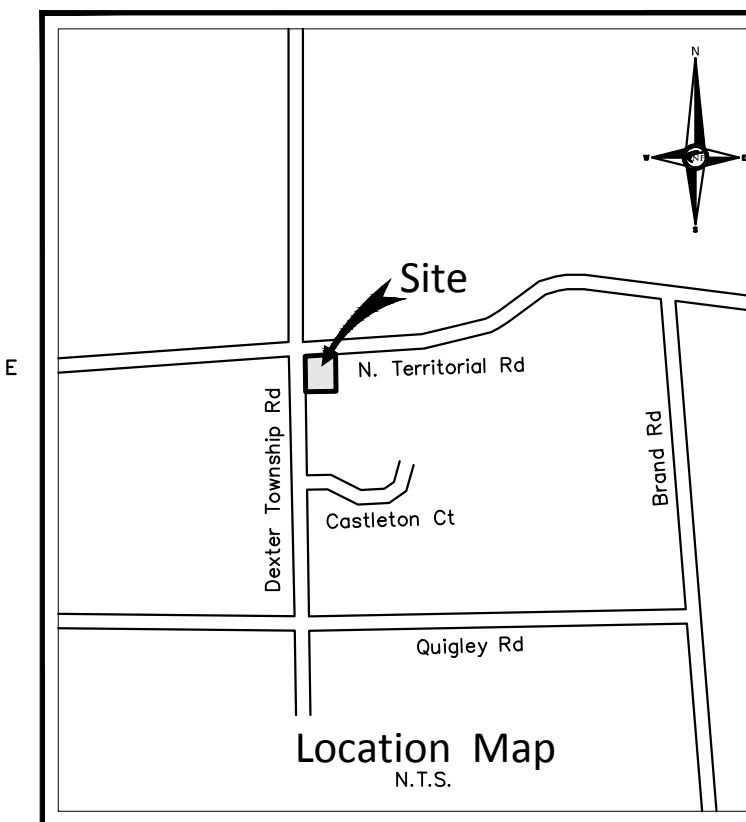 N
W
E
S
Site
E
N. Territorial Rd
Dexter Township Rd
Brand Rd
Castleton Ct
Quigley Rd
Location Map
N.T.S.